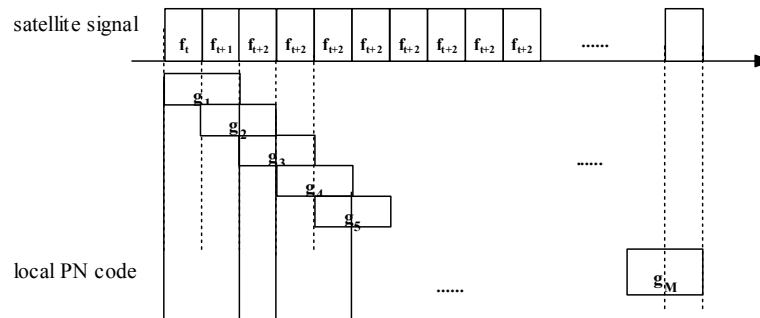 satellite signal
f_t f_{t+1} f_{t+2} f_{t+2} f_{t+2} f_{t+2} f_{t+2} f_{t+2} f_{t+2} f_{t+2} ......
g_1
g_2
g_3
g_4
......
g_5
local PN code
......
g_M